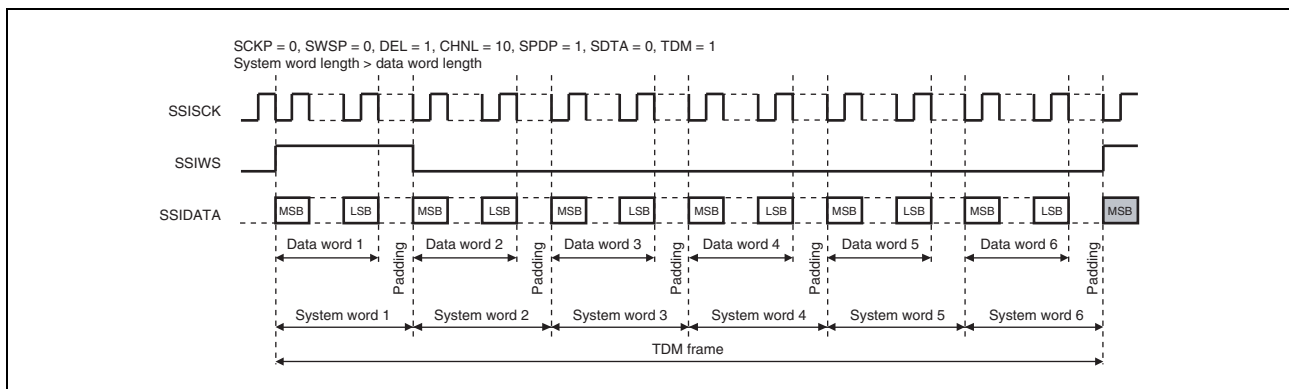 SCKP = 0, SWSP = 0, DEL = 1, CHNL = 10, SPDP = 1, SDTA = 0, TDM = 1
System word length > data word length
SSISCK
SSIWS
SSIDATA
MSB LSB MSB LSB MSB LSB MSB LSB MSB LSB MSB LSB MSB
Data word 1 Padding Data word 2 Padding Data word 3 Padding Data word 4 Padding Data word 5 Data word 6 Padding
System word 1 System word 2 System word 3 System word 4 System word 5 System word 6
TDM frame